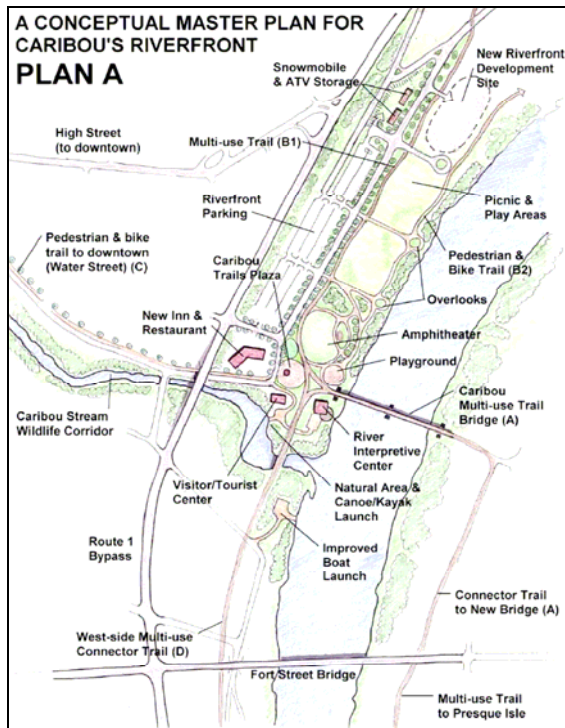 A CONCEPTUAL MASTER PLAN FOR
CARIBOU'S RIVERFRONT
PLAN A
Snowmobile
& ATV Storage
New Riverfront
Development
Site
High Street
(to downtown)
Multi-use Trail (B1)
Riverfront
Parking
Picnic &
Play Areas
Pedestrian & bike
trail to downtown
(Water Street) (C)
Caribou
Trails Plaza
Pedestrian &
Bike Trail (B2)
Overlooks
New Inn &
Restaurant
Amphitheater
Playground
Caribou Stream
Wildlife Corridor
Caribou
Multi-use Trail
Bridge (A)
River
Interpretive
Center
Visitor/Tourist
Center
Natural Area &
Canoe/Kayak
Launch
Route 1
Bypass
Improved
Boat
Launch
Connector Trail
to New Bridge (A)
West-side Multi-use
Connector Trail (D)
Fort Street Bridge
Multi-use Trail
to Presque Isle